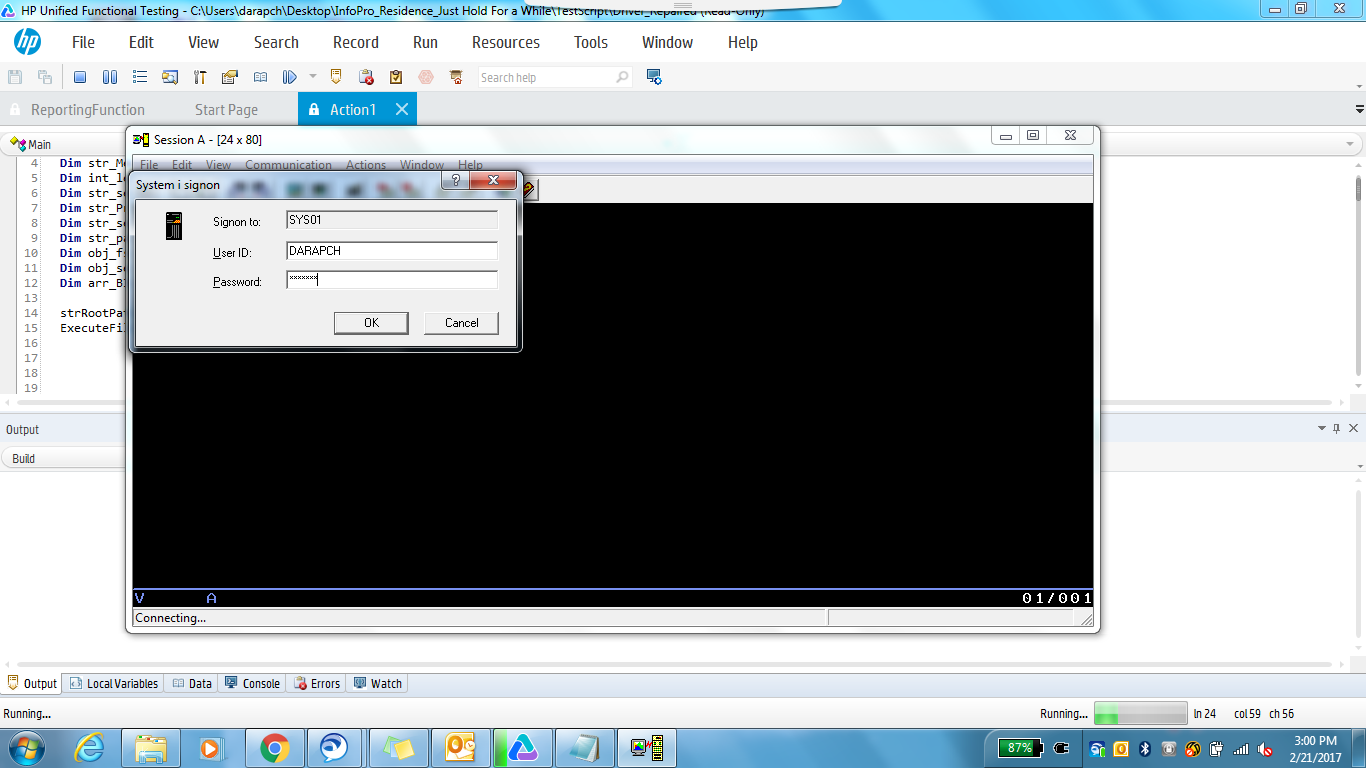 HP Unified Functional Testing - C:\Users\darapch\Desktop\InfoPro_Residence_Just Hold For a While\TestScript\Driver_Repaired (Read-Only)
hp File Edit View Search Record Run Resources Tools Window Help
Search help
ReportingFunction Start Page Action1
Main
Session A - [24 x 80]
File Edit View Communication Actions Window Help
4 Dim str_M
5 Dim int_l
6 Dim str_s
7 Dim str_P
8 Dim str_s
9 Dim str_p
10 Dim obj_f
11 Dim obj_s
12 Dim arr_B
13
14 strRootPa
15 ExecuteFi
16
17
18
19
System i signon
Signon to: SYS01
User ID: DARAPCH
Password: *******
OK Cancel
V A 01/001
Connecting...
Output
Build
Output Local Variables Data Console Errors Watch
Running... Running... ln 24 col 59 ch 56
87% 3:00 PM
2/21/2017